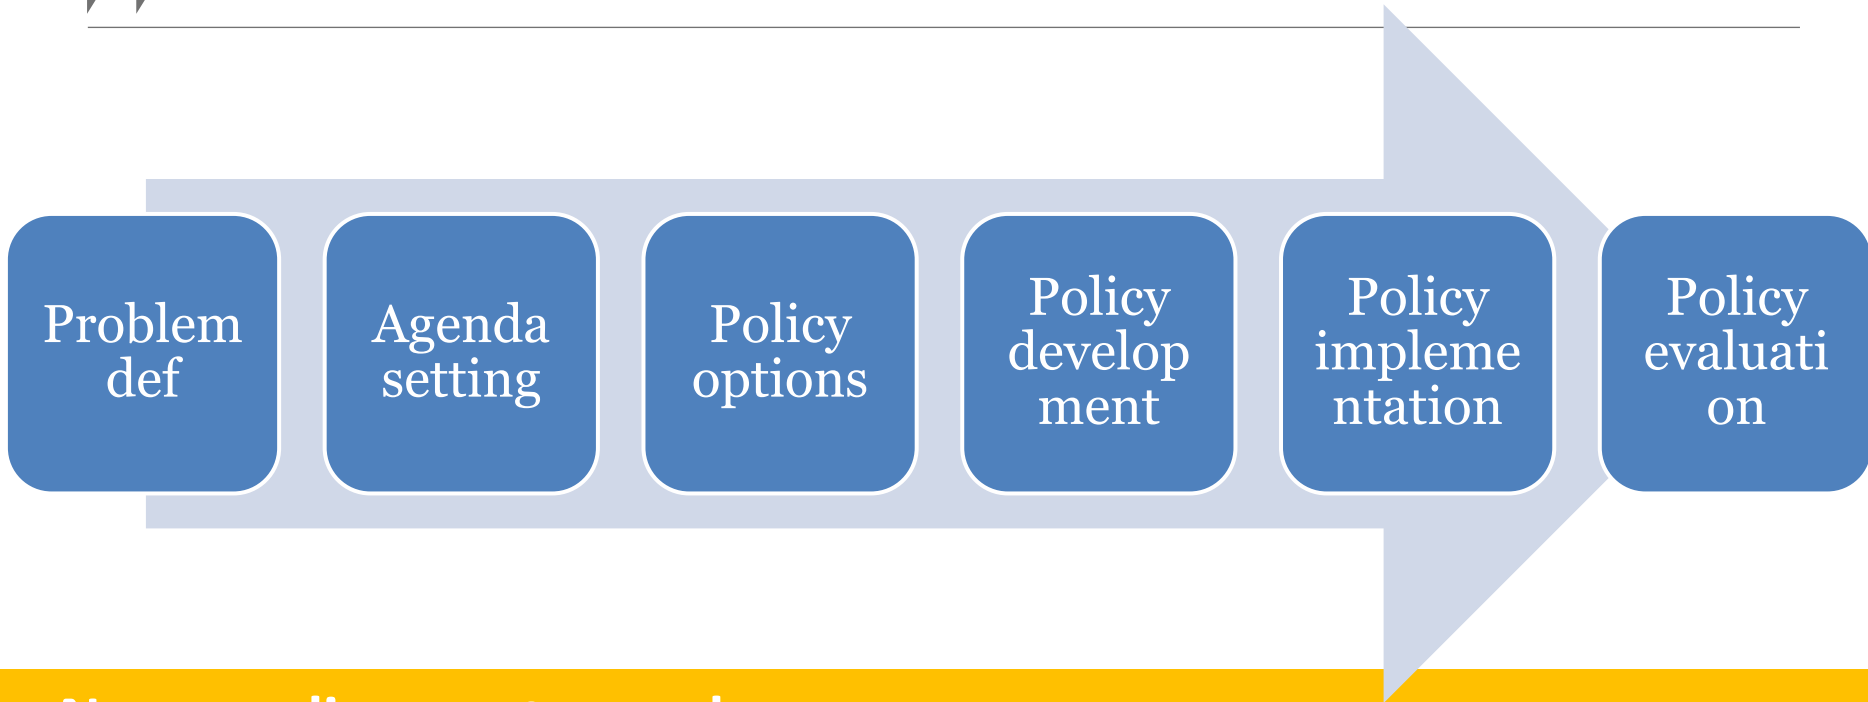 Problem
def
Agenda
setting
Policy
options
Policy
develop
ment
Policy
impleme
ntation
Policy
evaluati
on